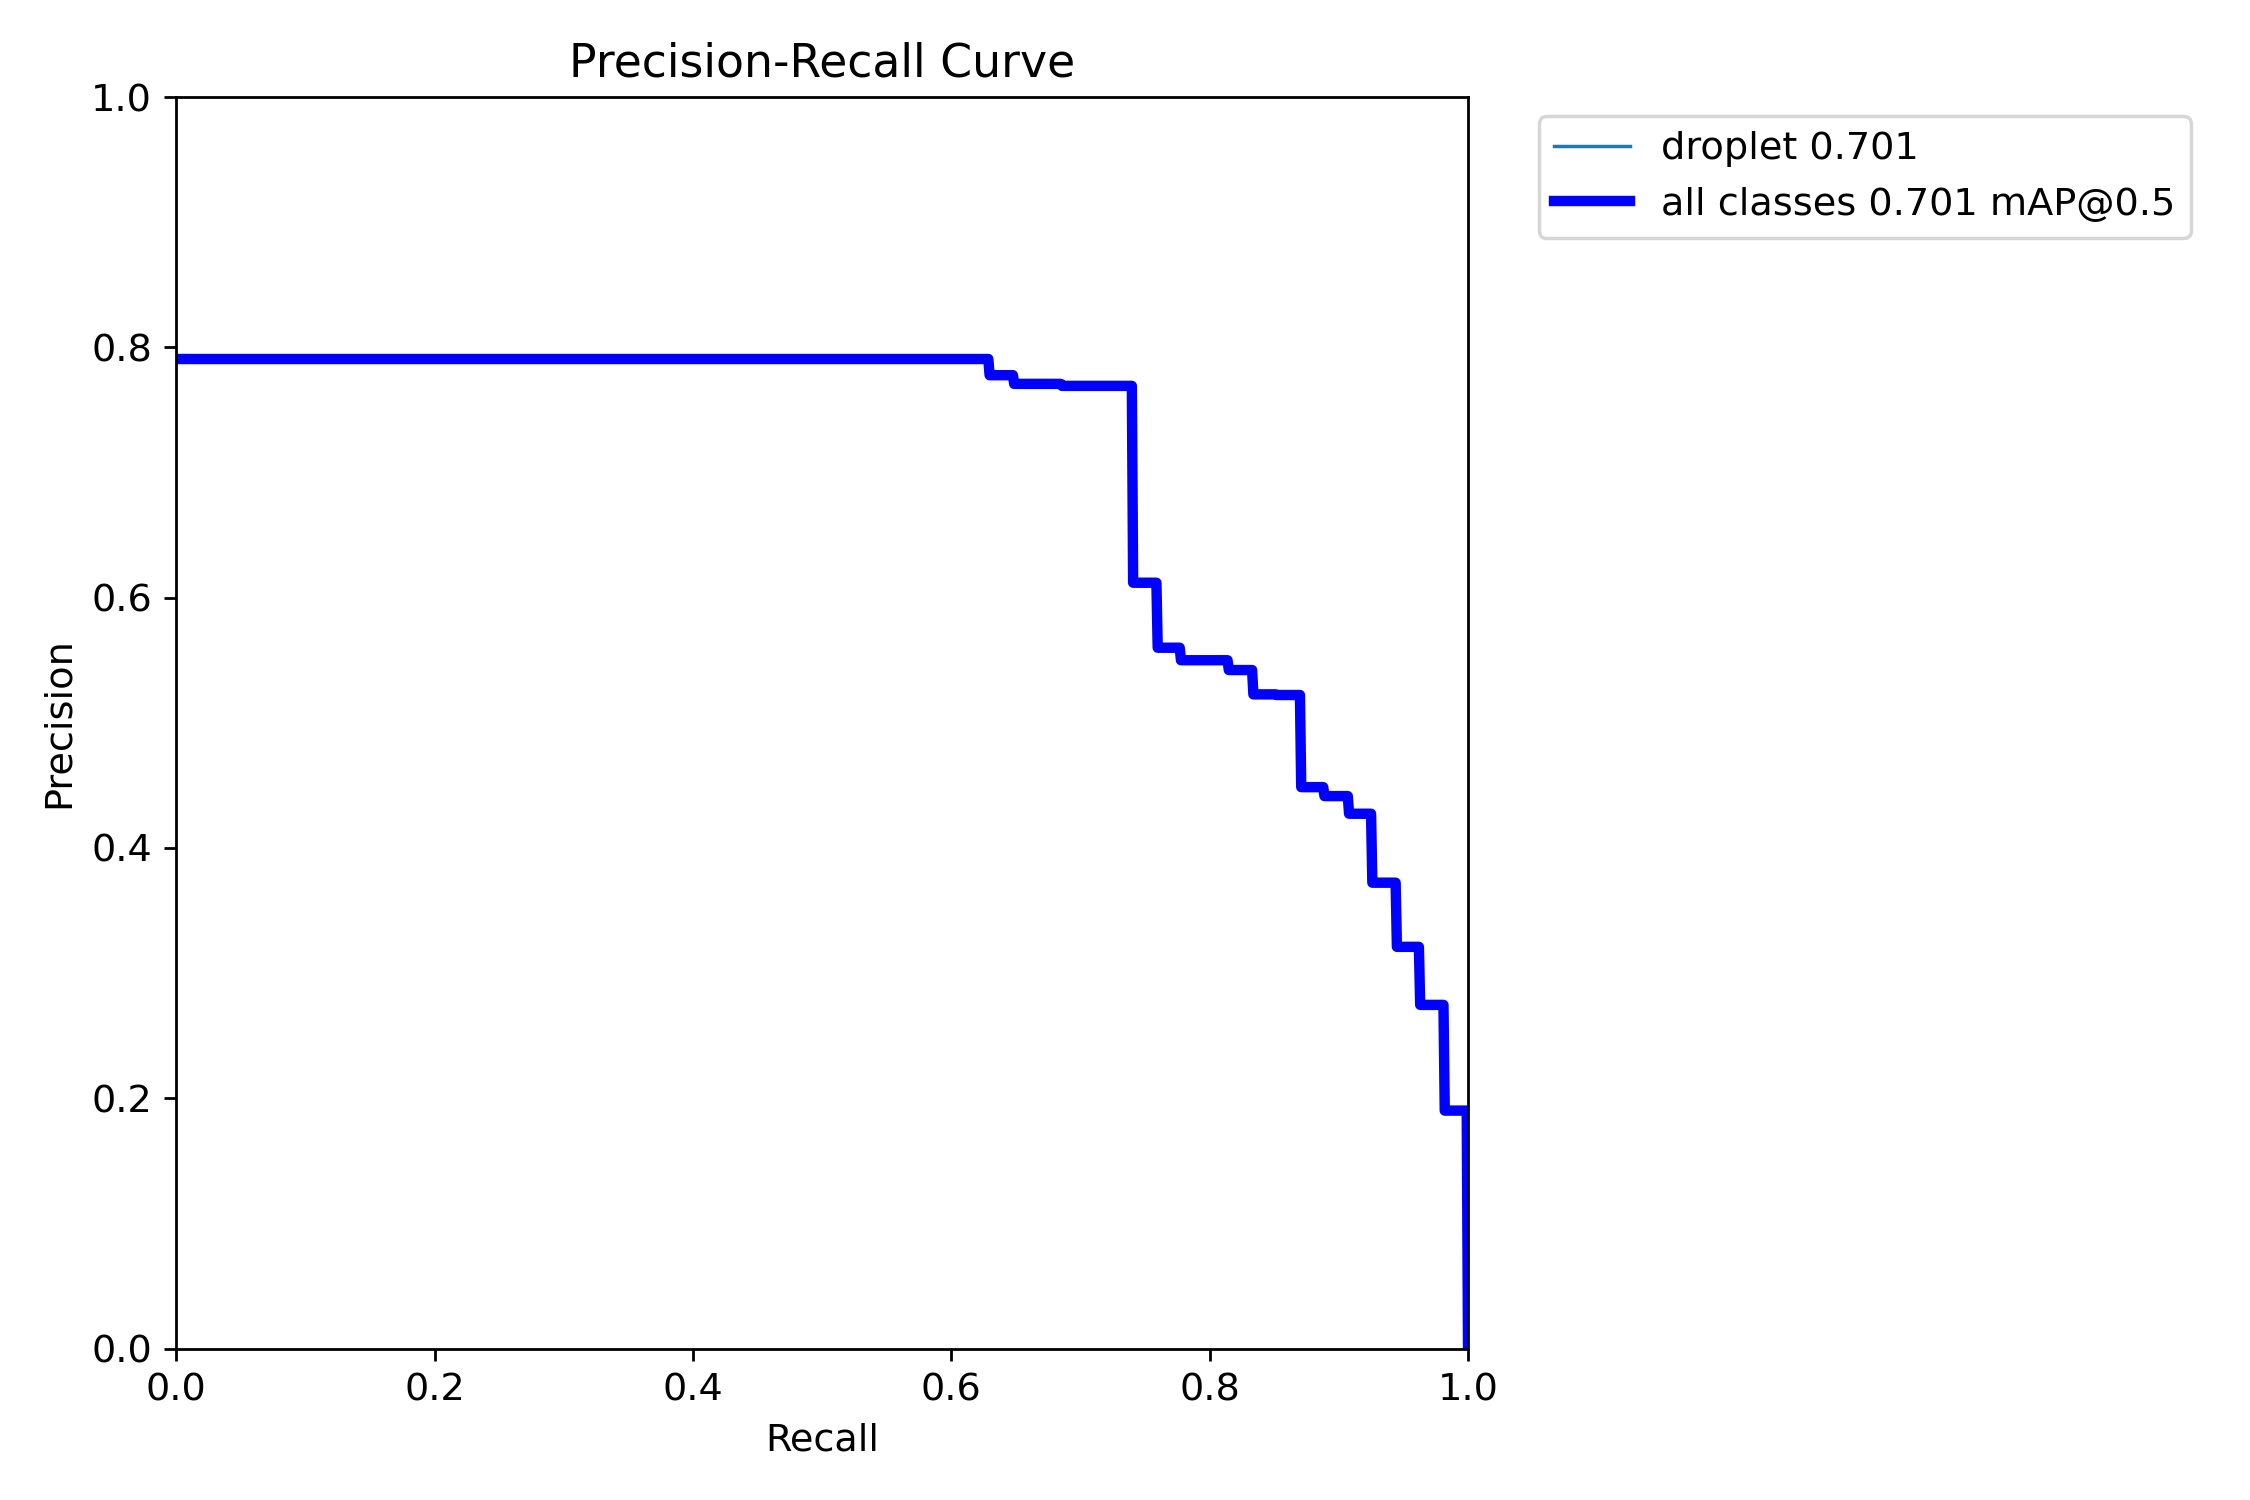 Precision-Recall Curve
droplet 0.701
all classes 0.701 mAP@0.5
1.0
0.8
0.6
0.4
0.2
0.0
Precision
0.0 0.2 0.4 0.6 0.8 1.0
Recall